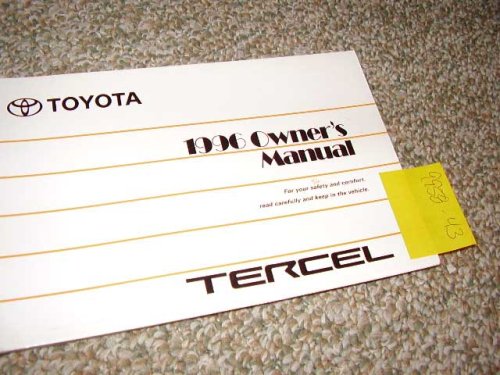 TOYOTA
1996 Owner's
Manual
For your safety and comfort,
read carefully and keep in the vehicle.
TERCEL